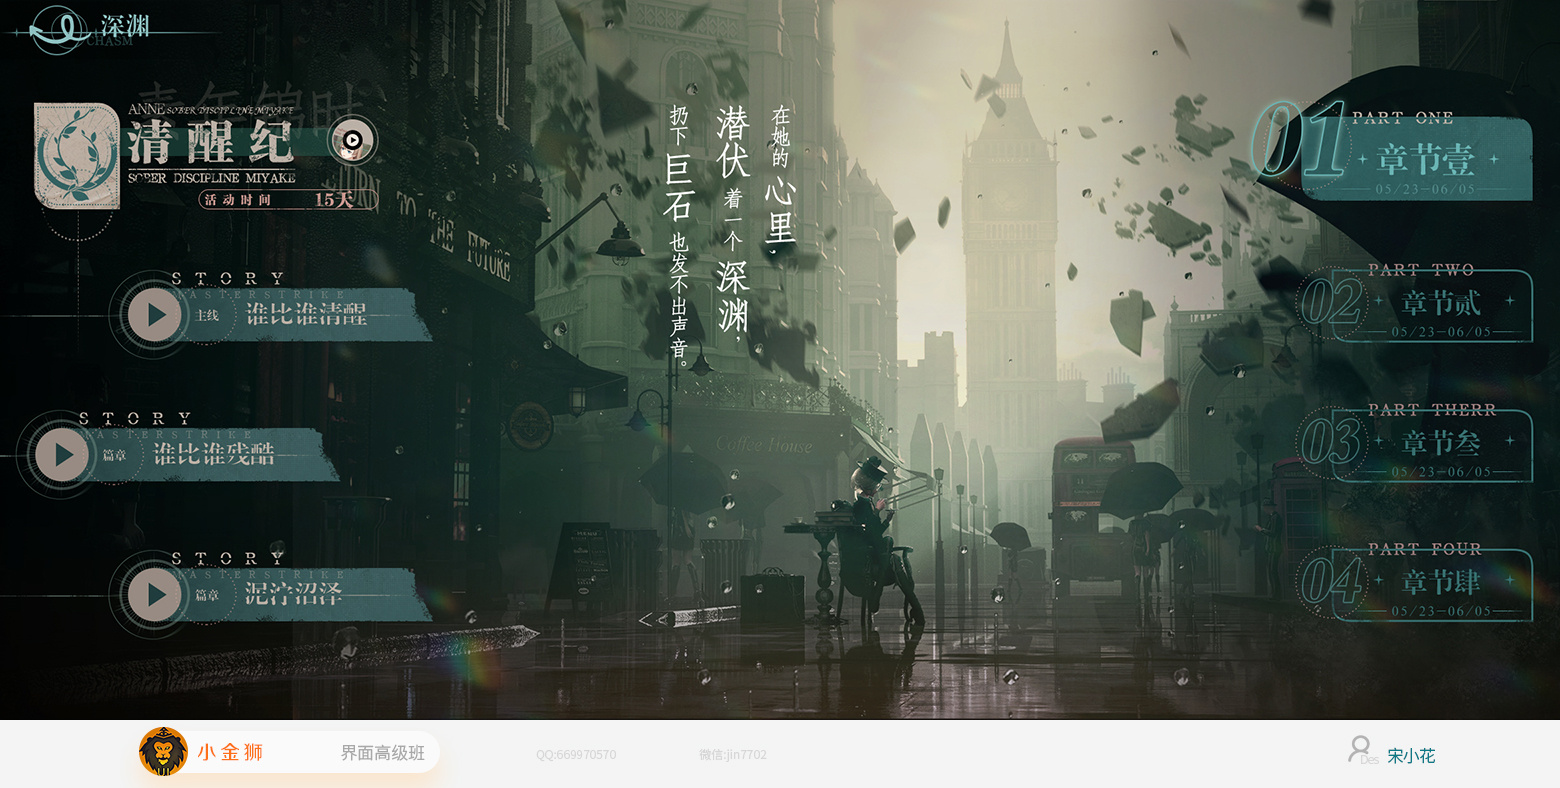 深渊
CHASM
ANNE SOBER DISCIPLINE MIYAKE
清醒纪
SOBER DISCIPLINE MIYAKE
活动时间 15天
TO THE FUTURE
STORY
MASTERSTRIKE
主线 谁比谁清醒
STORY
MASTERSTRIKE
篇章 谁比谁残酷
STORY
MASTERSTRIKE
篇章 泥泞沼泽
在她的心里，
潜伏着一个深渊，
扔下巨石也发不出声音。
Coffee House
01 PART ONE
章节壹
05/23-06/05
02 PART TWO
章节贰
05/23-06/05
03 PART THERR
章节叁
05/23-06/05
04 PART FOUR
章节肆
05/23-06/05
小金狮 界面高级班
QQ:669970570
微信:jin7702
Des 宋小花